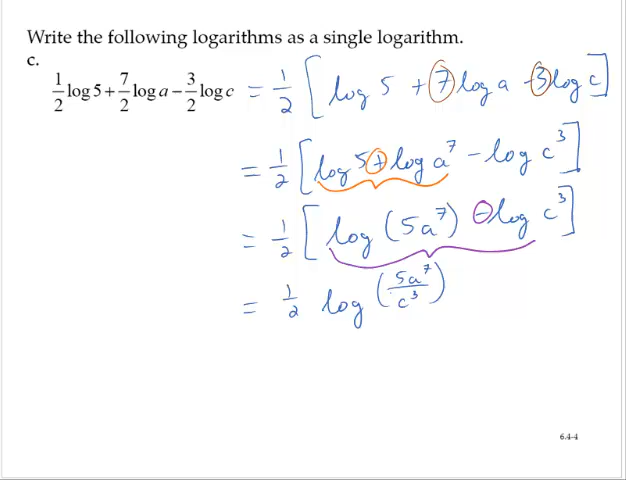 Write the following logarithms as a single logarithm.
c.
1/2 log 5 + 7/2 log a − 3/2 log c = 1/2 [log 5 + 7 log a − 3 log c]
= 1/2 [log 5 + log a^7 − log c^3]
= 1/2 [log (5a^7) − log c^3]
= 1/2 log (5a^7/c^3)
6.4-4